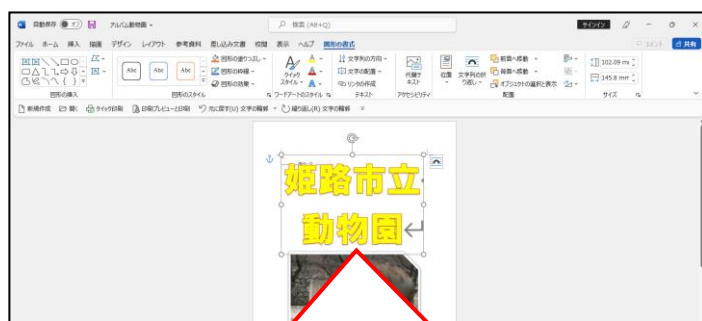 自動保存 アルバム動物園 検索 (Alt+Q) サインイン
ファイル ホーム 挿入 描画 デザイン レイアウト 参考資料 差し込み文書 校閲 表示 ヘルプ 図形の書式 コメント 共有
Abc Abc Abc
図形の塗りつぶし
図形の枠線
図形の効果
クイック スタイル
文字列の方向
文字の配置
リンクの作成
代替テキスト
位置
文字列の折り返し
前面へ移動
背面へ移動
オブジェクトの選択と表示
102.09 mm
145.8 mm
図形の挿入 図形のスタイル ワードアートのスタイル テキスト アクセシビリティ 配置 サイズ
新規作成 開く クイック印刷 印刷プレビューと印刷 元に戻す(U) 文字の輪郭 繰り返し(R) 文字の輪郭
姫路市立
動物園